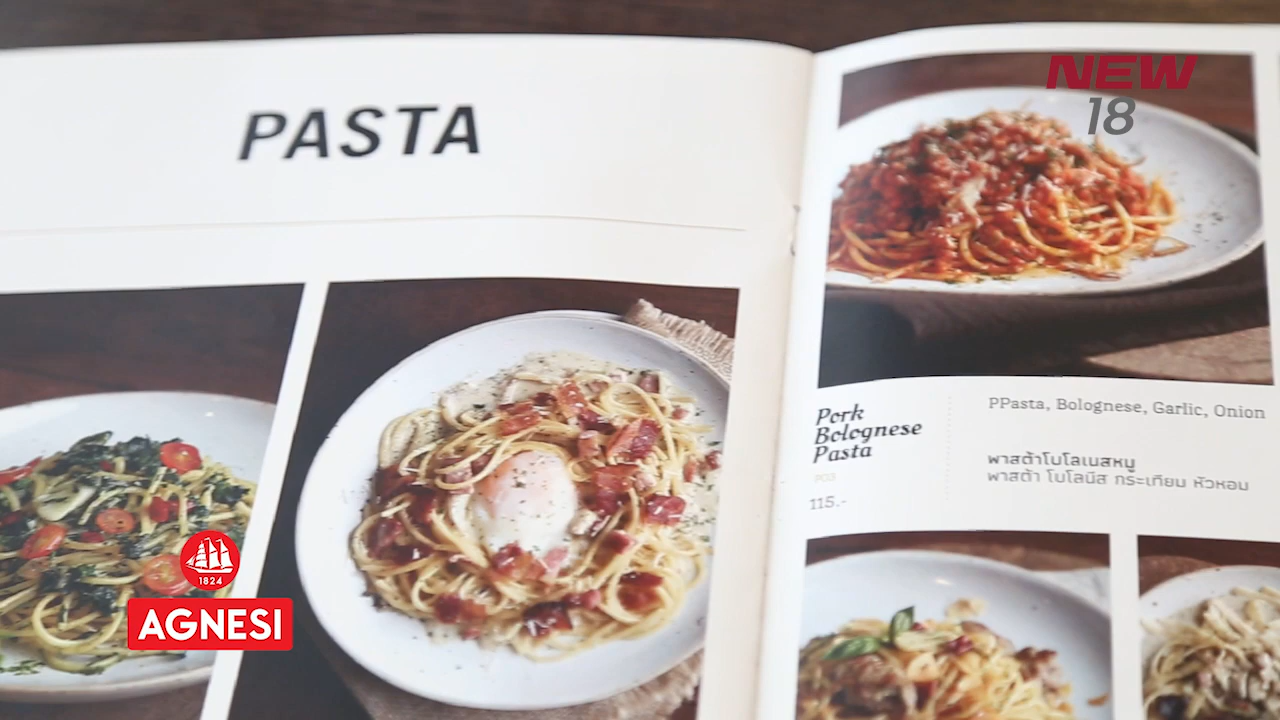 PASTA
NEW
18
Pork
Bolognese
Pasta
P03
115.-
PPasta, Bolognese, Garlic, Onion
พาสต้าโบโลเนสหมู
พาสต้า โบโลนีส กระเทียม หัวหอม
1824
AGNESI